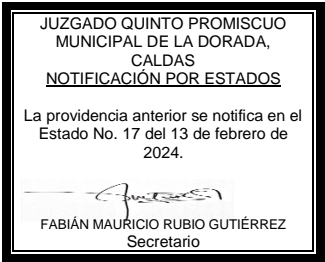 JUZGADO QUINTO PROMISCUO
MUNICIPAL DE LA DORADA,
CALDAS
NOTIFICACIÓN POR ESTADOS
La providencia anterior se notifica en el
Estado No. 17 del 13 de febrero de
2024.
FABIÁN MAURICIO RUBIO GUTIÉRREZ
Secretario